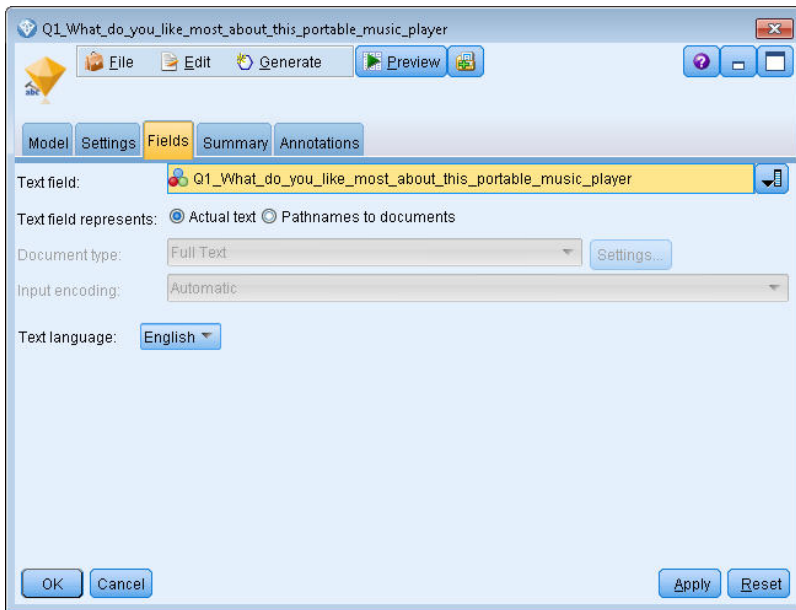 Q1_What_do_you_like_most_about_this_portable_music_player
File Edit Generate Preview
abc
Model Settings Fields Summary Annotations
Text field: Q1_What_do_you_like_most_about_this_portable_music_player
Text field represents: Actual text Pathnames to documents
Document type: Full Text Settings...
Input encoding: Automatic
Text language: English
OK Cancel Apply Reset